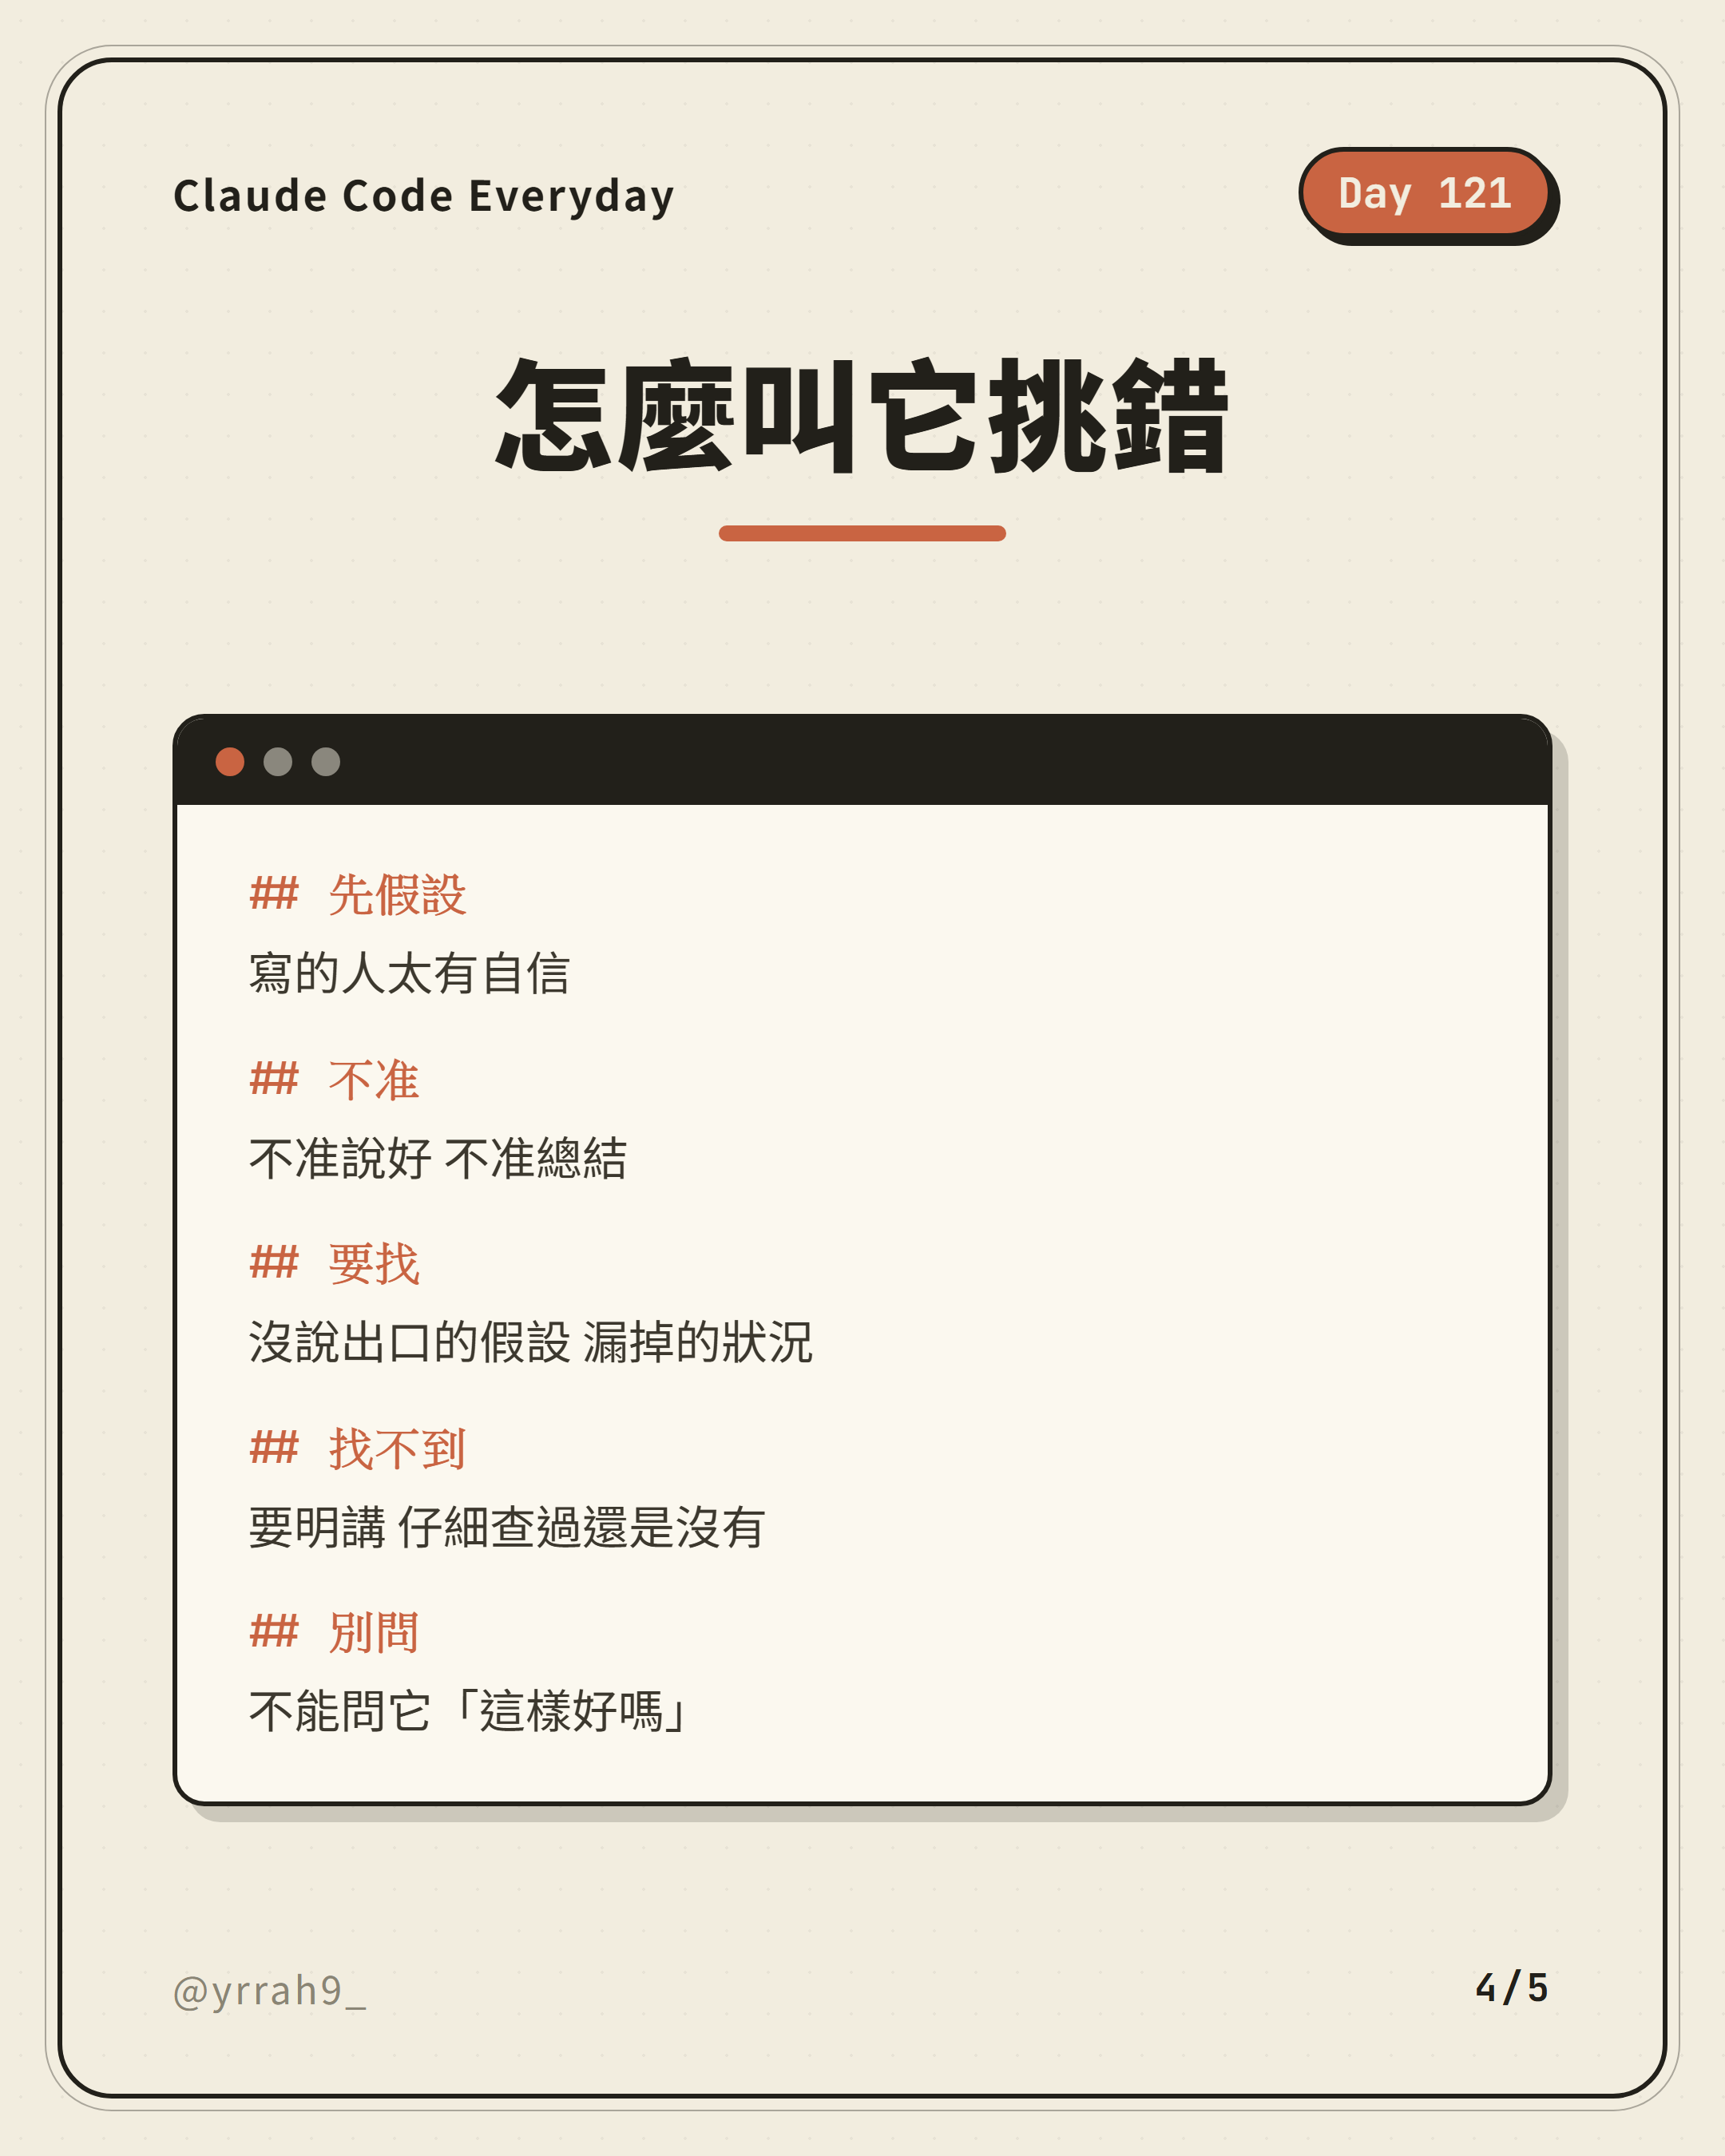 Claude Code Everyday
Day 121
怎麼叫它挑錯
## 先假設
寫的人太有自信
## 不准
不准說好 不准總結
## 要找
沒說出口的假設 漏掉的狀況
## 找不到
要明講 仔細查過還是沒有
## 別問
不能問它「這樣好嗎」
@yrrah9_
4/5